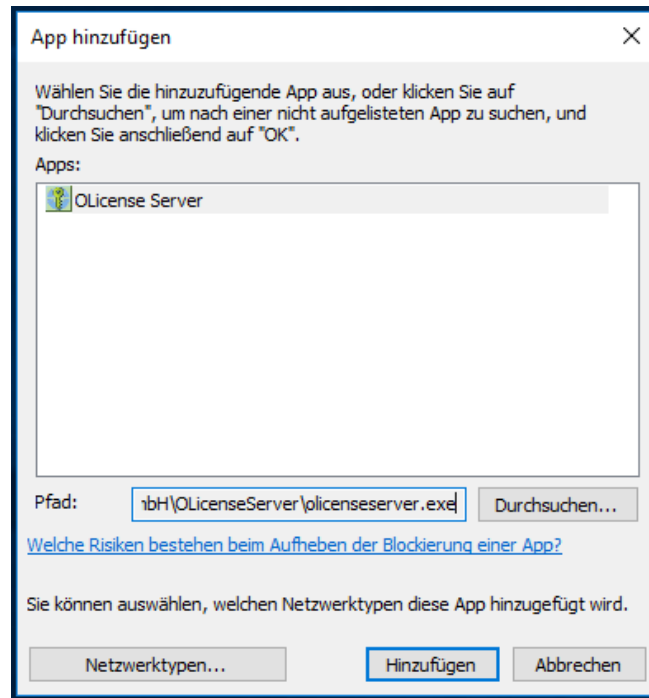 App hinzufügen
Wählen Sie die hinzuzufügende App aus, oder klicken Sie auf
"Durchsuchen", um nach einer nicht aufgelisteten App zu suchen, und
klicken Sie anschließend auf "OK".
Apps:
OLicense Server
Pfad:
bH\OLicenseServer\olicenseserver.exe
Durchsuchen...
Welche Risiken bestehen beim Aufheben der Blockierung einer App?
Sie können auswählen, welchen Netzwerktypen diese App hinzugefügt wird.
Netzwerktypen...
Hinzufügen
Abbrechen